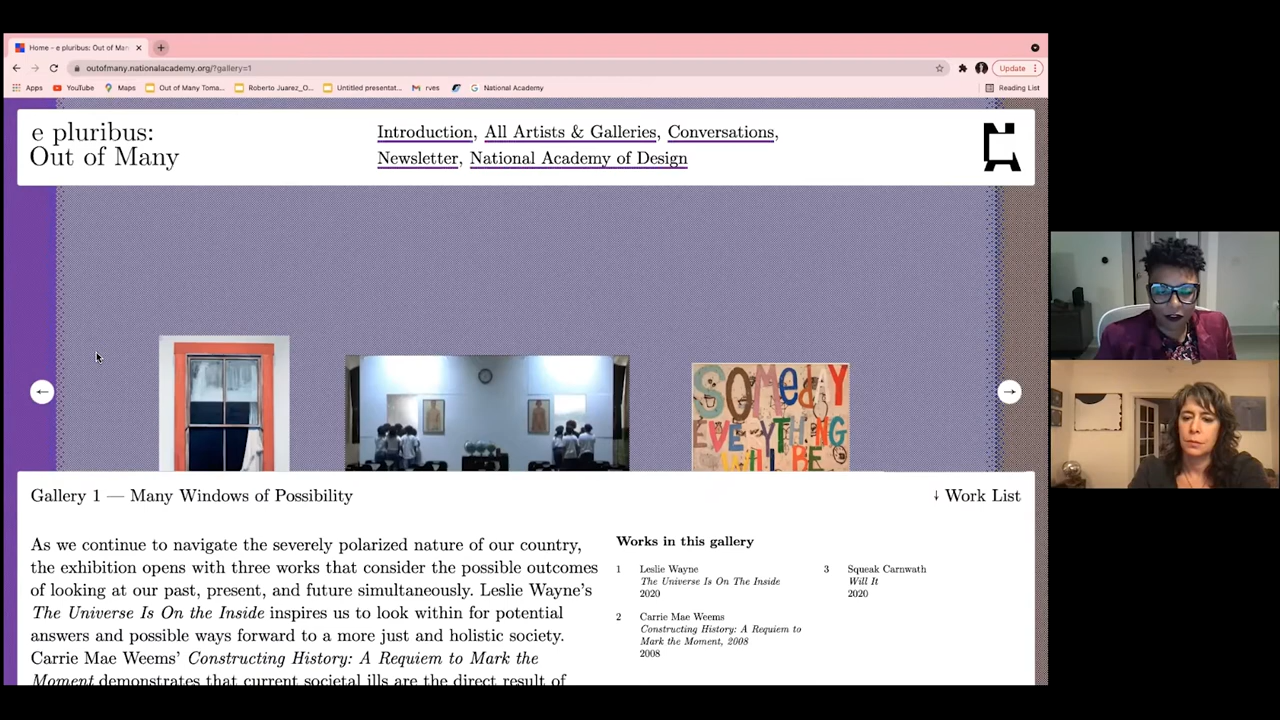 Home - e pluribus: Out of Man
outofmany.nationalacademy.org/?gallery=1
Update
Apps YouTube Maps Out of Many Toma... Roberto Juarez_O... Untitled presentat... rves National Academy Reading List
e pluribus:
Out of Many
Introduction, All Artists & Galleries, Conversations,
Newsletter, National Academy of Design
SOMedAY
EVERYTHING
WILL BE
Gallery 1 — Many Windows of Possibility
↓ Work List
As we continue to navigate the severely polarized nature of our country,
the exhibition opens with three works that consider the possible outcomes
of looking at our past, present, and future simultaneously. Leslie Wayne's
The Universe Is On the Inside inspires us to look within for potential
answers and possible ways forward to a more just and holistic society.
Carrie Mae Weems' Constructing History: A Requiem to Mark the
Moment demonstrates that current societal ills are the direct result of
Works in this gallery
1 Leslie Wayne
The Universe Is On The Inside
2020
2 Carrie Mae Weems
Constructing History: A Requiem to
Mark the Moment, 2008
2008
3 Squeak Carnwath
Will It
2020